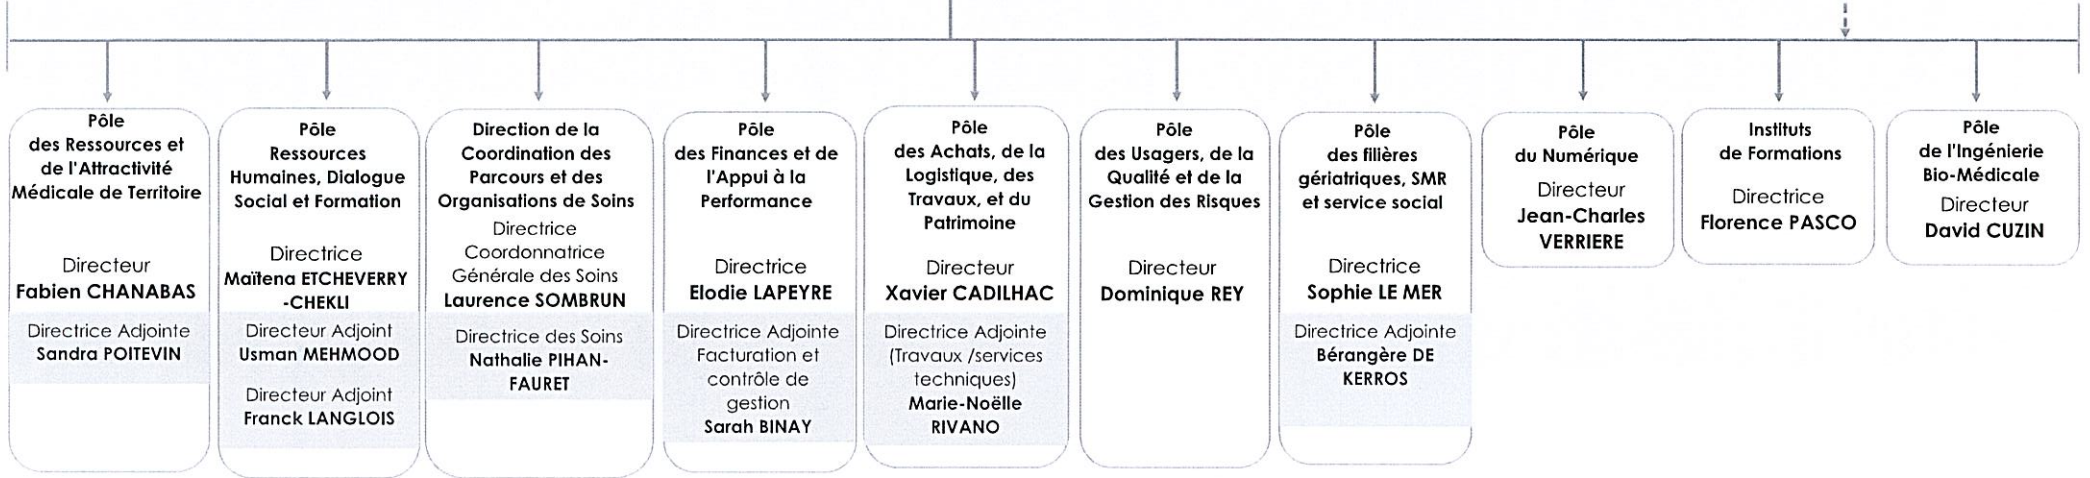 Pôle
des Ressources et
de l'Attractivité
Médicale de Territoire
Directeur
Fabien CHANABAS
Directrice Adjointe
Sandra POITEVIN
Pôle
Ressources
Humaines, Dialogue
Social et Formation
Directrice
Maïtena ETCHEVERRY
-CHEKLI
Directeur Adjoint
Usman MEHMOOD
Directeur Adjoint
Franck LANGLOIS
Direction de la
Coordination des
Parcours et des
Organisations de Soins
Directrice
Coordonnatrice
Générale des Soins
Laurence SOMBRUN
Directrice des Soins
Nathalie PIHAN-
FAURET
Pôle
des Finances et de
l'Appui à la
Performance
Directrice
Elodie LAPEYRE
Directrice Adjointe
Facturation et
contrôle de
gestion
Sarah BINAY
Pôle
des Achats, de la
Logistique, des
Travaux, et du
Patrimoine
Directeur
Xavier CADILHAC
Directrice Adjointe
(Travaux /services
techniques)
Marie-Noëlle
RIVANO
Pôle
des Usagers, de la
Qualité et de la
Gestion des Risques
Directeur
Dominique REY
Pôle
des filières
gériatriques, SMR
et service social
Directrice
Sophie LE MER
Directrice Adjointe
Bérangère DE
KERROS
Pôle
du Numérique
Directeur
Jean-Charles
VERRIERE
Instituts
de Formations
Directrice
Florence PASCO
Pôle
de l'Ingénierie
Bio-Médicale
Directeur
David CUZIN